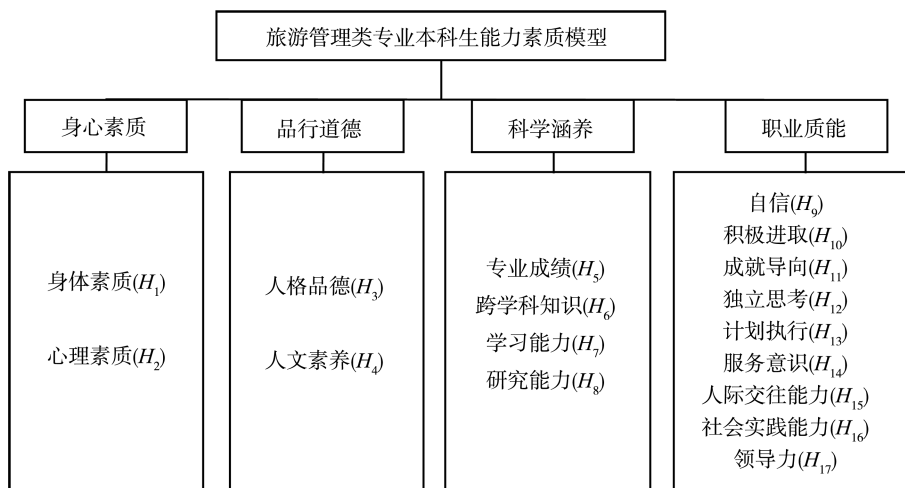 旅游管理类专业本科生能力素质模型
身心素质
品行道德
科学涵养
职业质能
身体素质(H1)
心理素质(H2)
人格品德(H3)
人文素养(H4)
专业成绩(H5)
跨学科知识(H6)
学习能力(H7)
研究能力(H8)
自信(H9)
积极进取(H10)
成就导向(H11)
独立思考(H12)
计划执行(H13)
服务意识(H14)
人际交往能力(H15)
社会实践能力(H16)
领导力(H17)